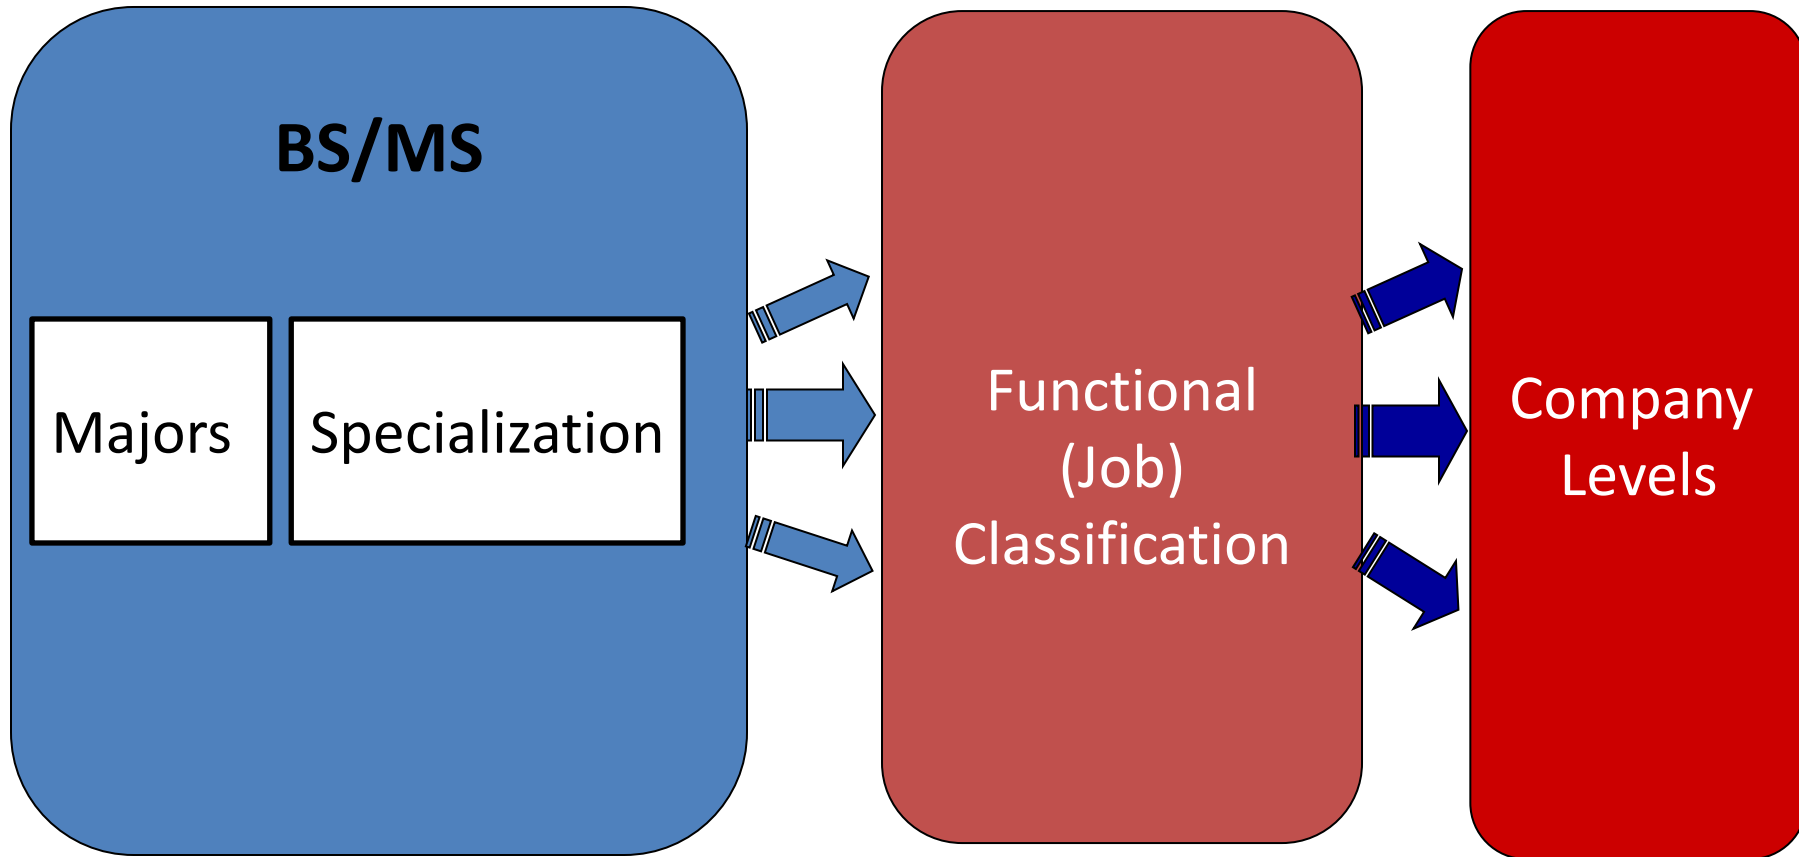 BS/MS
Majors
Specialization
Functional
(Job)
Classification
Company
Levels